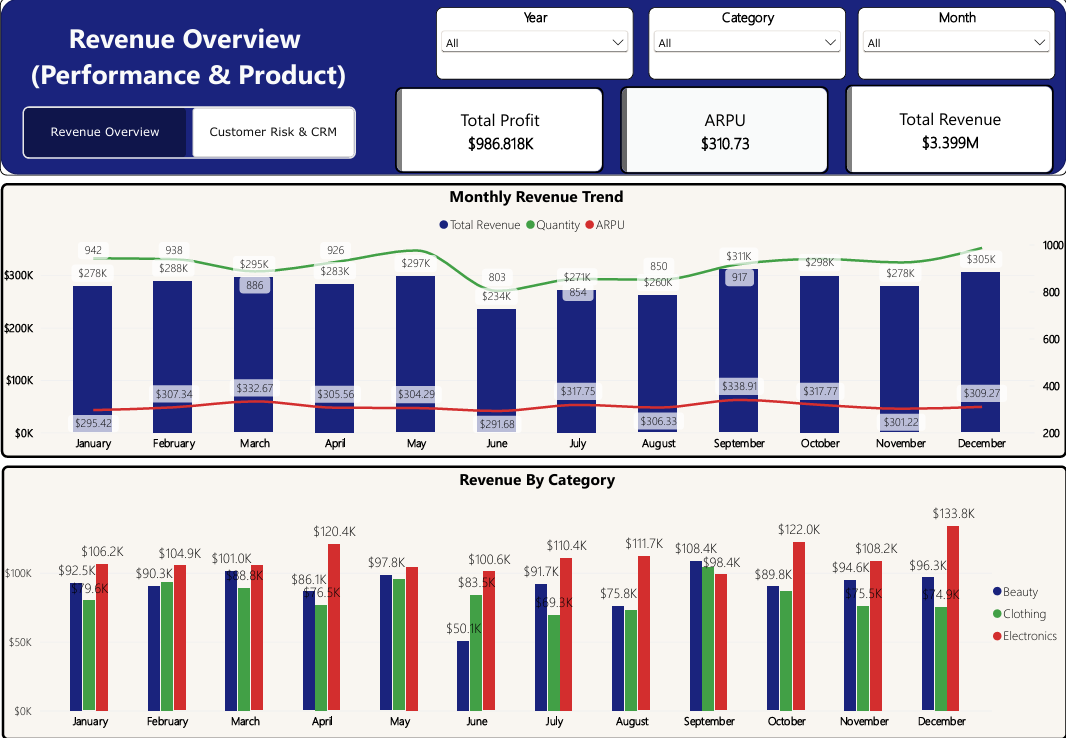 Revenue Overview
(Performance & Product)
Revenue Overview
Customer Risk & CRM
Year
All
Category
All
Month
All
Total Profit
$986.818K
ARPU
$310.73
Total Revenue
$3.399M
Monthly Revenue Trend
Total Revenue Quantity ARPU
942 938 $295K 926 $297K 803 $271K 850 $311K $298K $278K $305K
$278K $288K 886 $283K $234K 854 $260K 917
$300K
$200K
$100K
$0K
1000
800
600
400
200
$295.42 $307.34 $332.67 $305.56 $304.29 $291.68 $317.75 $306.33 $338.91 $317.77 $301.22 $309.27
January February March April May June July August September October November December
Revenue By Category
$100K
$50K
$0K
$92.5K $79.6K $106.2K
$90.3K $104.9K
$101.0K $88.8K
$86.1K $76.5K $120.4K
$97.8K
$50.1K $83.5K $100.6K
$91.7K $69.3K $110.4K
$75.8K $111.7K
$108.4K $98.4K
$89.8K $122.0K
$94.6K $75.5K $108.2K
$96.3K $74.9K $133.8K
Beauty
Clothing
Electronics
January February March April May June July August September October November December